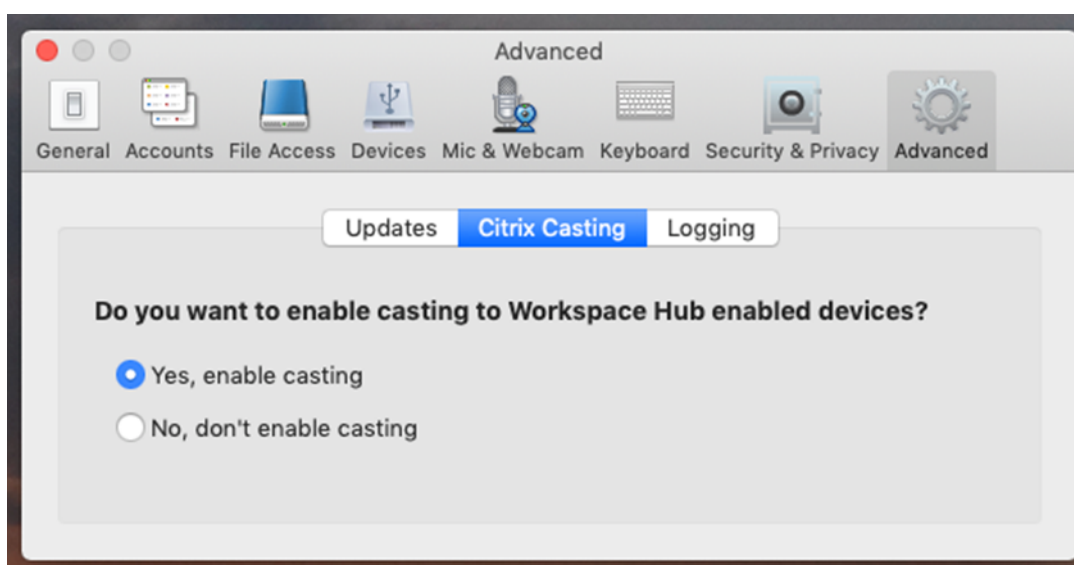 Advanced
General Accounts File Access Devices Mic & Webcam Keyboard Security & Privacy Advanced
Updates Citrix Casting Logging
Do you want to enable casting to Workspace Hub enabled devices?
Yes, enable casting
No, don't enable casting